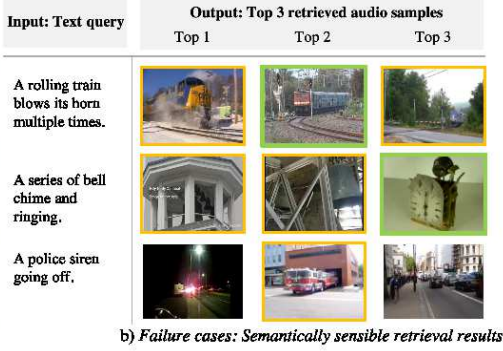 Input: Text query
Output: Top 3 retrieved audio samples
Top 1
Top 2
Top 3
A rolling train
blows its horn
multiple times.
A series of bell
chime and
ringing,
A police siren
going off,
b) Failure cases: Semantically sensible retrieval results